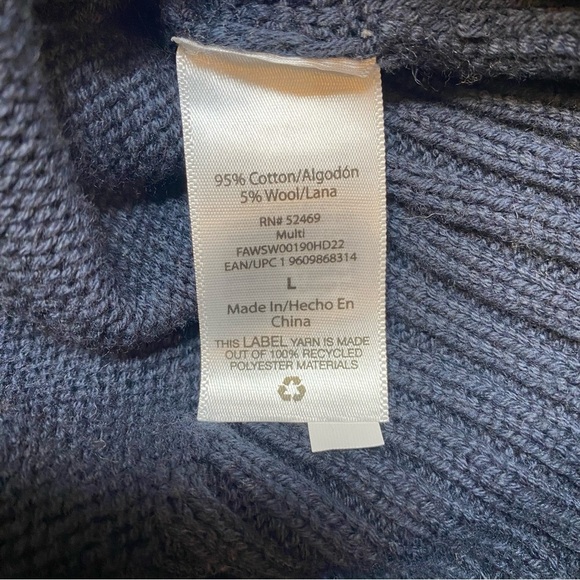 95% Cotton/Algodón
5% Wool/Lana
RN# 52469
Multi
FAWSW00190HD22
EAN/UPC 1 9609868314
L
Made In/Hecho En
China
THIS LABEL YARN IS MADE
OUT OF 100% RECYCLED
POLYESTER MATERIALS